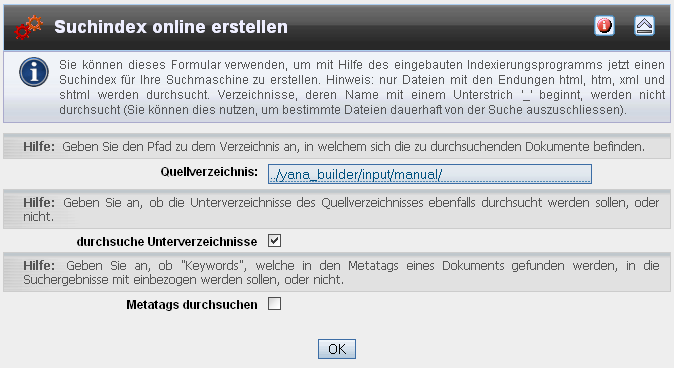 Suchindex online erstellen
Sie können dieses Formular verwenden, um mit Hilfe des eingebauten Indexierungsprogramms jetzt einen
Suchindex für Ihre Suchmaschine zu erstellen. Hinweis: nur Dateien mit den Endungen html, htm, xml und
shtml werden durchsucht. Verzeichnisse, deren Name mit einem Unterstrich '_' beginnt, werden nicht
durchsucht (Sie können dies nutzen, um bestimmte Dateien dauerhaft von der Suche auszuschliessen).
Hilfe: Geben Sie den Pfad zu dem Verzeichnis an, in welchem sich die zu durchsuchenden Dokumente befinden.
Quellverzeichnis: ../yana_builder/input/manual/
Hilfe: Geben Sie an, ob die Unterverzeichnisse des Quellverzeichnisses ebenfalls durchsucht werden sollen, oder
nicht.
durchsuche Unterverzeichnisse
Hilfe: Geben Sie an, ob "Keywords", welche in den Metatags eines Dokuments gefunden werden, in die
Suchergebnisse mit einbezogen werden sollen, oder nicht.
Metatags durchsuchen
OK